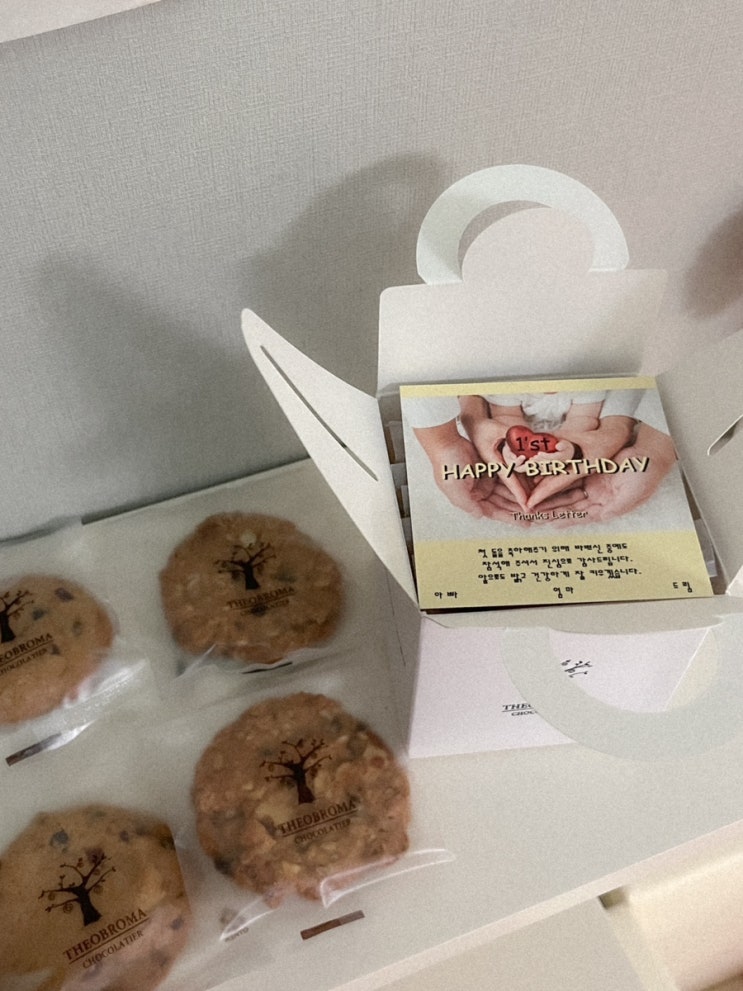 1'st
HAPPY BIRTHDAY
Thanks Letter
첫 돌을 축하해주기 위해 바쁘신 중에도
참석해 주셔서 진심으로 감사드립니다.
앞으로도 밝고 건강하게 잘 키우겠습니다.
아빠 엄마 드림
THEOBROMA
CHOCOLATIER
THEOBROMA
CHOCOLATIER
THEOBROMA
CHOCOLATIER
THEOBROMA
CHOCOLATIER